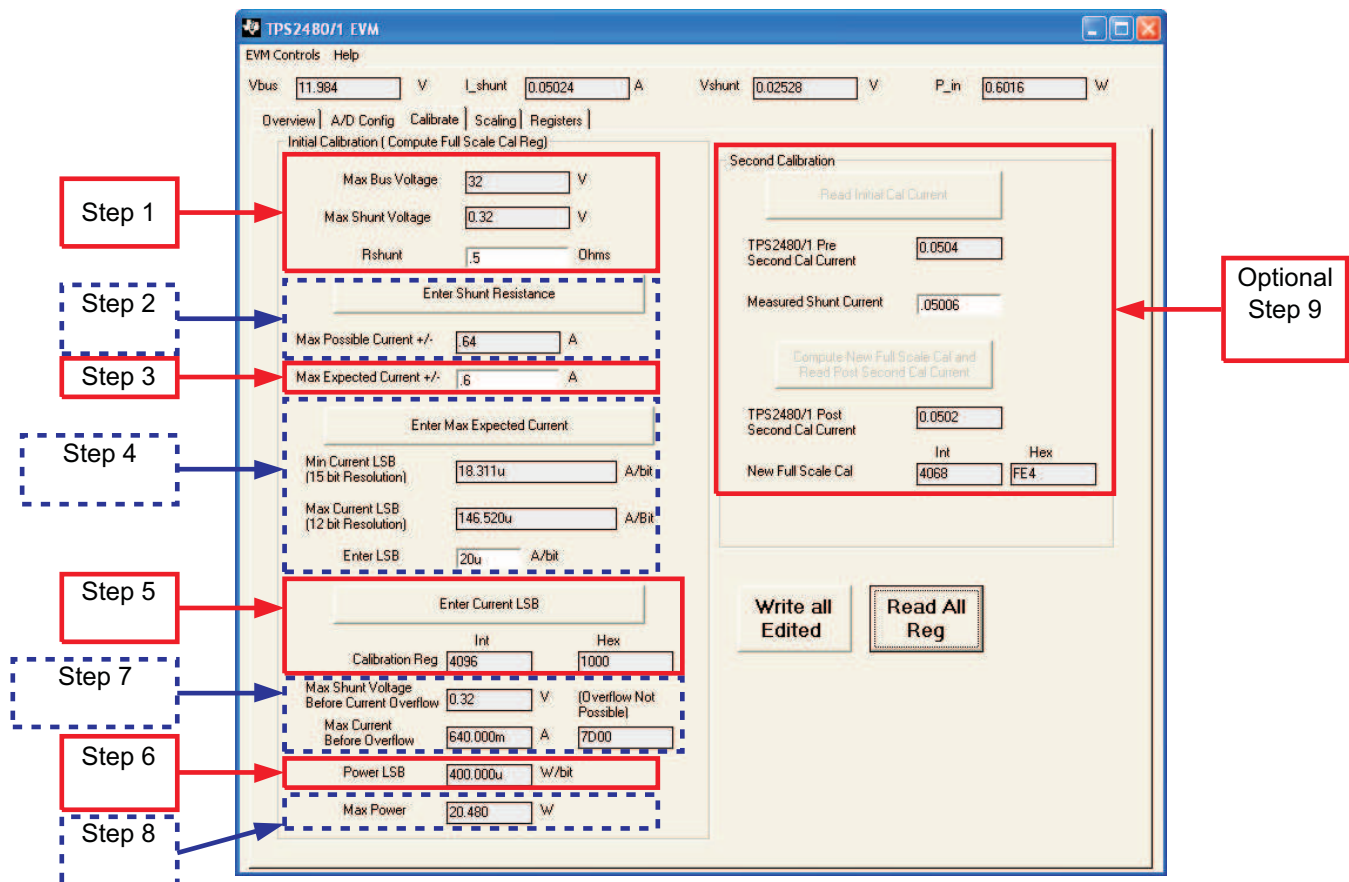 TPS2480/1 EVM
EVM Controls Help
Vbus 11.984 V I_shunt 0.05024 A Vshunt 0.02528 V P_in 0.6016 W
Overview A/D Config Calibrate Scaling Registers
Initial Calibration ( Compute Full Scale Cal Reg)
Step 1
Max Bus Voltage 32 V
Max Shunt Voltage 0.32 V
Rshunt .5 Ohms
Step 2
Enter Shunt Resistance
Max Possible Current +/- .64 A
Step 3
Max Expected Current +/- .6 A
Step 4
Enter Max Expected Current
Min Current LSB
(15 bit Resolution) 18.311u A/bit
Max Current LSB
(12 bit Resolution) 146.520u A/Bit
Enter LSB 20u A/bit
Step 5
Enter Current LSB
Int Hex
Calibration Reg 4096 1000
Step 7
Max Shunt Voltage
Before Current Overflow 0.32 V (Overflow Not
Possible)
Max Current
Before Overflow 640.000m A 7D00
Step 6
Power LSB 400.000u W/bit
Step 8
Max Power 20.480 W
Second Calibration
Read Initial Cal Current
TPS2480/1 Pre
Second Cal Current 0.0504
Measured Shunt Current .05006
Compute New Full Scale Cal and
Read Post Second Cal Current
TPS2480/1 Post
Second Cal Current 0.0502
Int Hex
New Full Scale Cal 4068 FE4
Optional
Step 9
Write all
Edited
Read All
Reg